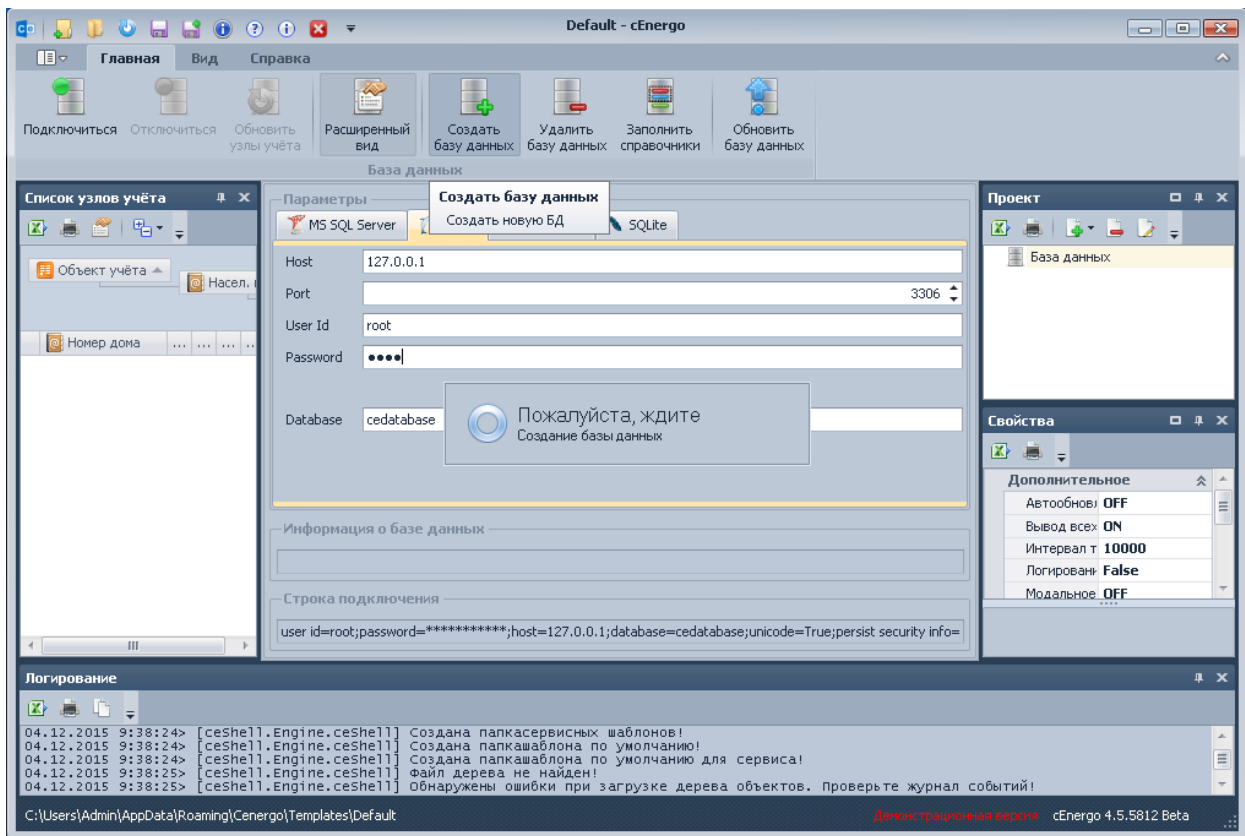 Default - cEnergo
Главная Вид Справка
Подключиться Отключиться Обновить узлы учёта Расширенный вид Создать базу данных Удалить базу данных Заполнить справочники Обновить базу данных
База данных
Список узлов учёта
Объект учёта
Насел.
Номер дома
Параметры
Создать базу данных
Создать новую БД
MS SQL Server
SQLite
Host 127.0.0.1
Port 3306
User Id root
Password ••••
Database cedatabase
Пожалуйста, ждите
Создание базы данных
Информация о базе данных
Строка подключения
user id=root;password=***********;host=127.0.0.1;database=cedatabase;unicode=True;persist security info=
Проект
База данных
Свойства
Дополнительное
Автообнов OFF
Вывод всех ON
Интервал т 10000
Логирован False
Модальное OFF
Логирование
04.12.2015 9:38:24> [ceShell.Engine.ceShell] Создана папкасервисных шаблонов!
04.12.2015 9:38:24> [ceShell.Engine.ceShell] Создана папкашаблона по умолчанию!
04.12.2015 9:38:24> [ceShell.Engine.ceShell] Создана папкашаблона по умолчанию для сервиса!
04.12.2015 9:38:25> [ceShell.Engine.ceShell] Файл дерева не найден!
04.12.2015 9:38:25> [ceShell.Engine.ceShell] Обнаружены ошибки при загрузке дерева объектов. Проверьте журнал событий!
C:\Users\Admin\AppData\Roaming\Cenergo\Templates\Default
Демонстрационная версия cEnergo 4.5.5812 Beta